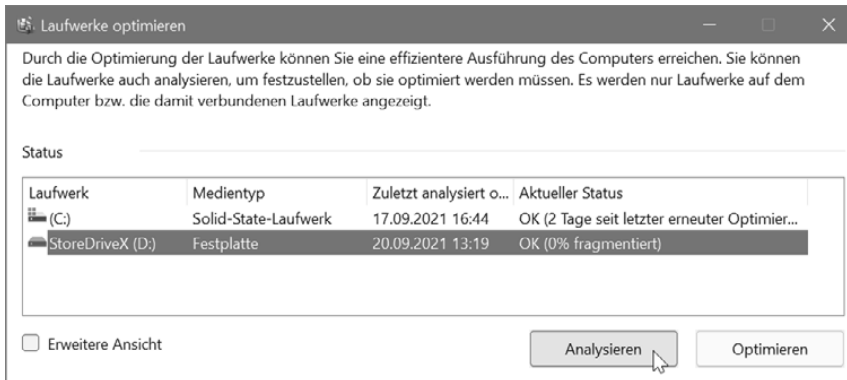 Laufwerke optimieren
Durch die Optimierung der Laufwerke können Sie eine effizientere Ausführung des Computers erreichen. Sie können
die Laufwerke auch analysieren, um festzustellen, ob sie optimiert werden müssen. Es werden nur Laufwerke auf dem
Computer bzw. die damit verbundenen Laufwerke angezeigt.
Status
Laufwerk Medientyp Zuletzt analysiert o... Aktueller Status
(C:) Solid-State-Laufwerk 17.09.2021 16:44 OK (2 Tage seit letzter erneuter Optimier...
StoreDriveX (D:) Festplatte 20.09.2021 13:19 OK (0% fragmentiert)
Erweitere Ansicht Analysieren Optimieren